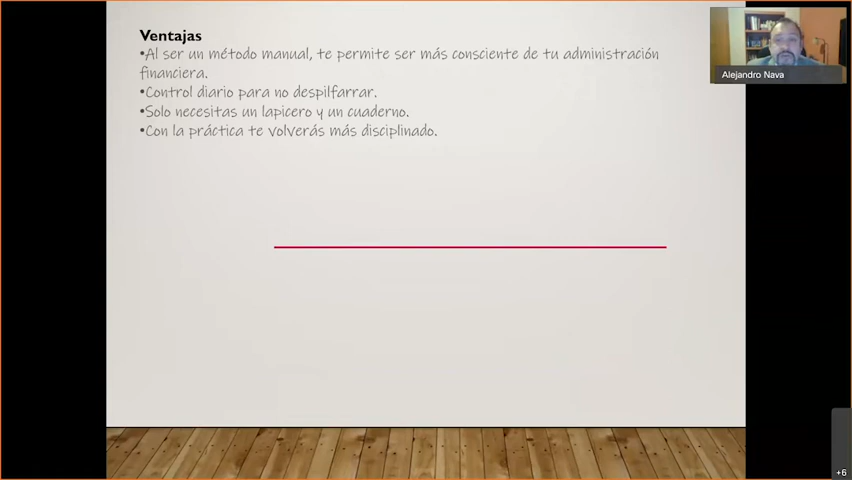 Ventajas
•Al ser un método manual, te permite ser más consciente de tu administración
financiera.
•Control diario para no despilfarrar.
•Solo necesitas un lapicero y un cuaderno.
•Con la práctica te volverás más disciplinado.
Alejandro Nava
+6